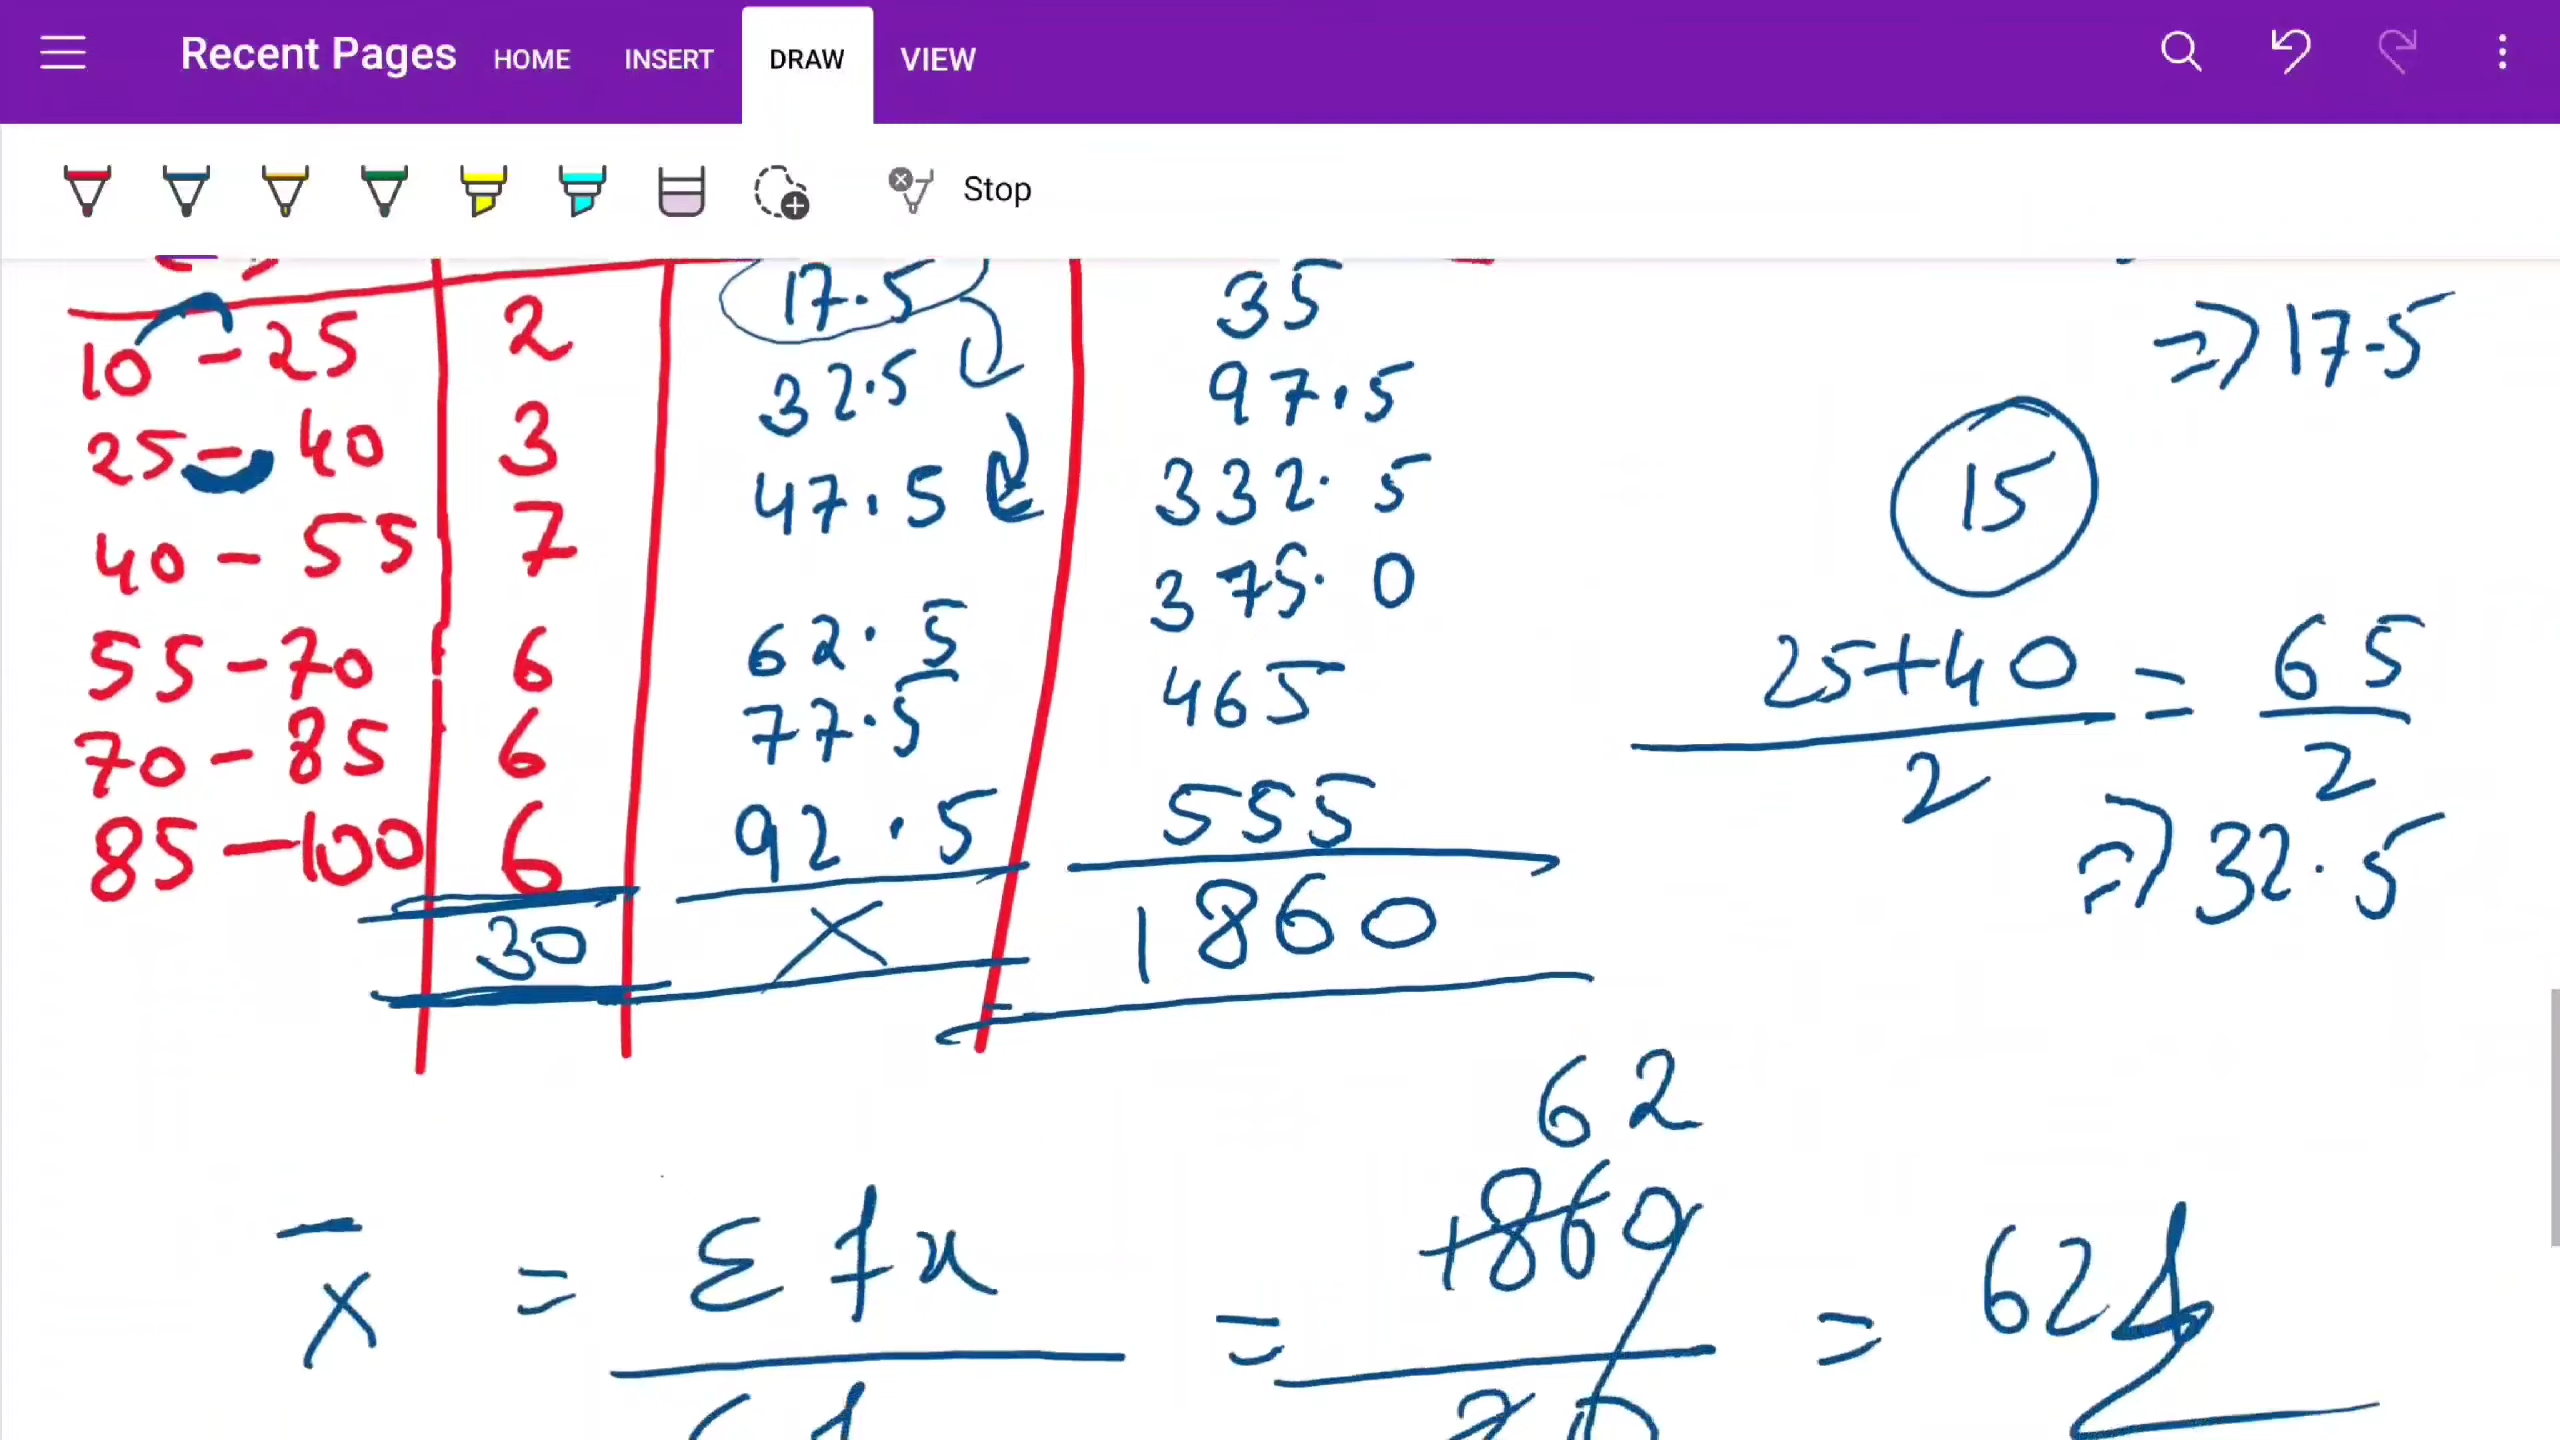 Recent Pages HOME INSERT DRAW VIEW
Stop
17.5 35
10 - 25 2 32.5 97.5
25 - 40 3 47.5 332.5
40 - 55 7 375.0
55 - 70 6 62.5 465
70 - 85 6 77.5
85 - 100 6 92.5 555
30 X 1860
=> 17.5
15
25+40 = 65
2 2
=> 32.5
62
x̄ = Σfx = 1860 = 62